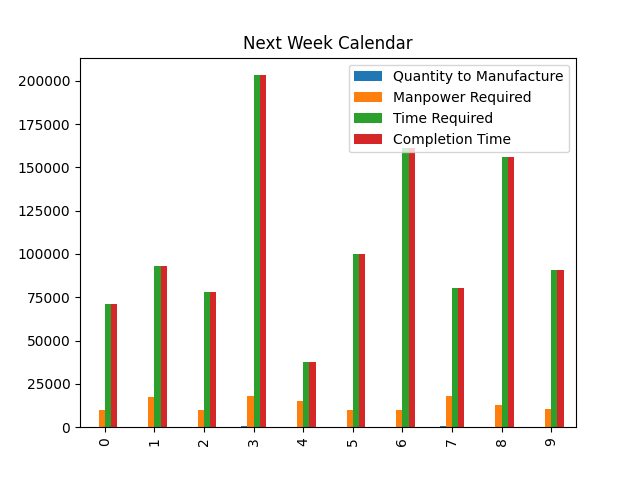 Next Week Calendar
200000
175000
150000
125000
100000
75000
50000
25000
0
Quantity to Manufacture
Manpower Required
Time Required
Completion Time
0 1 2 3 4 5 6 7 8 9